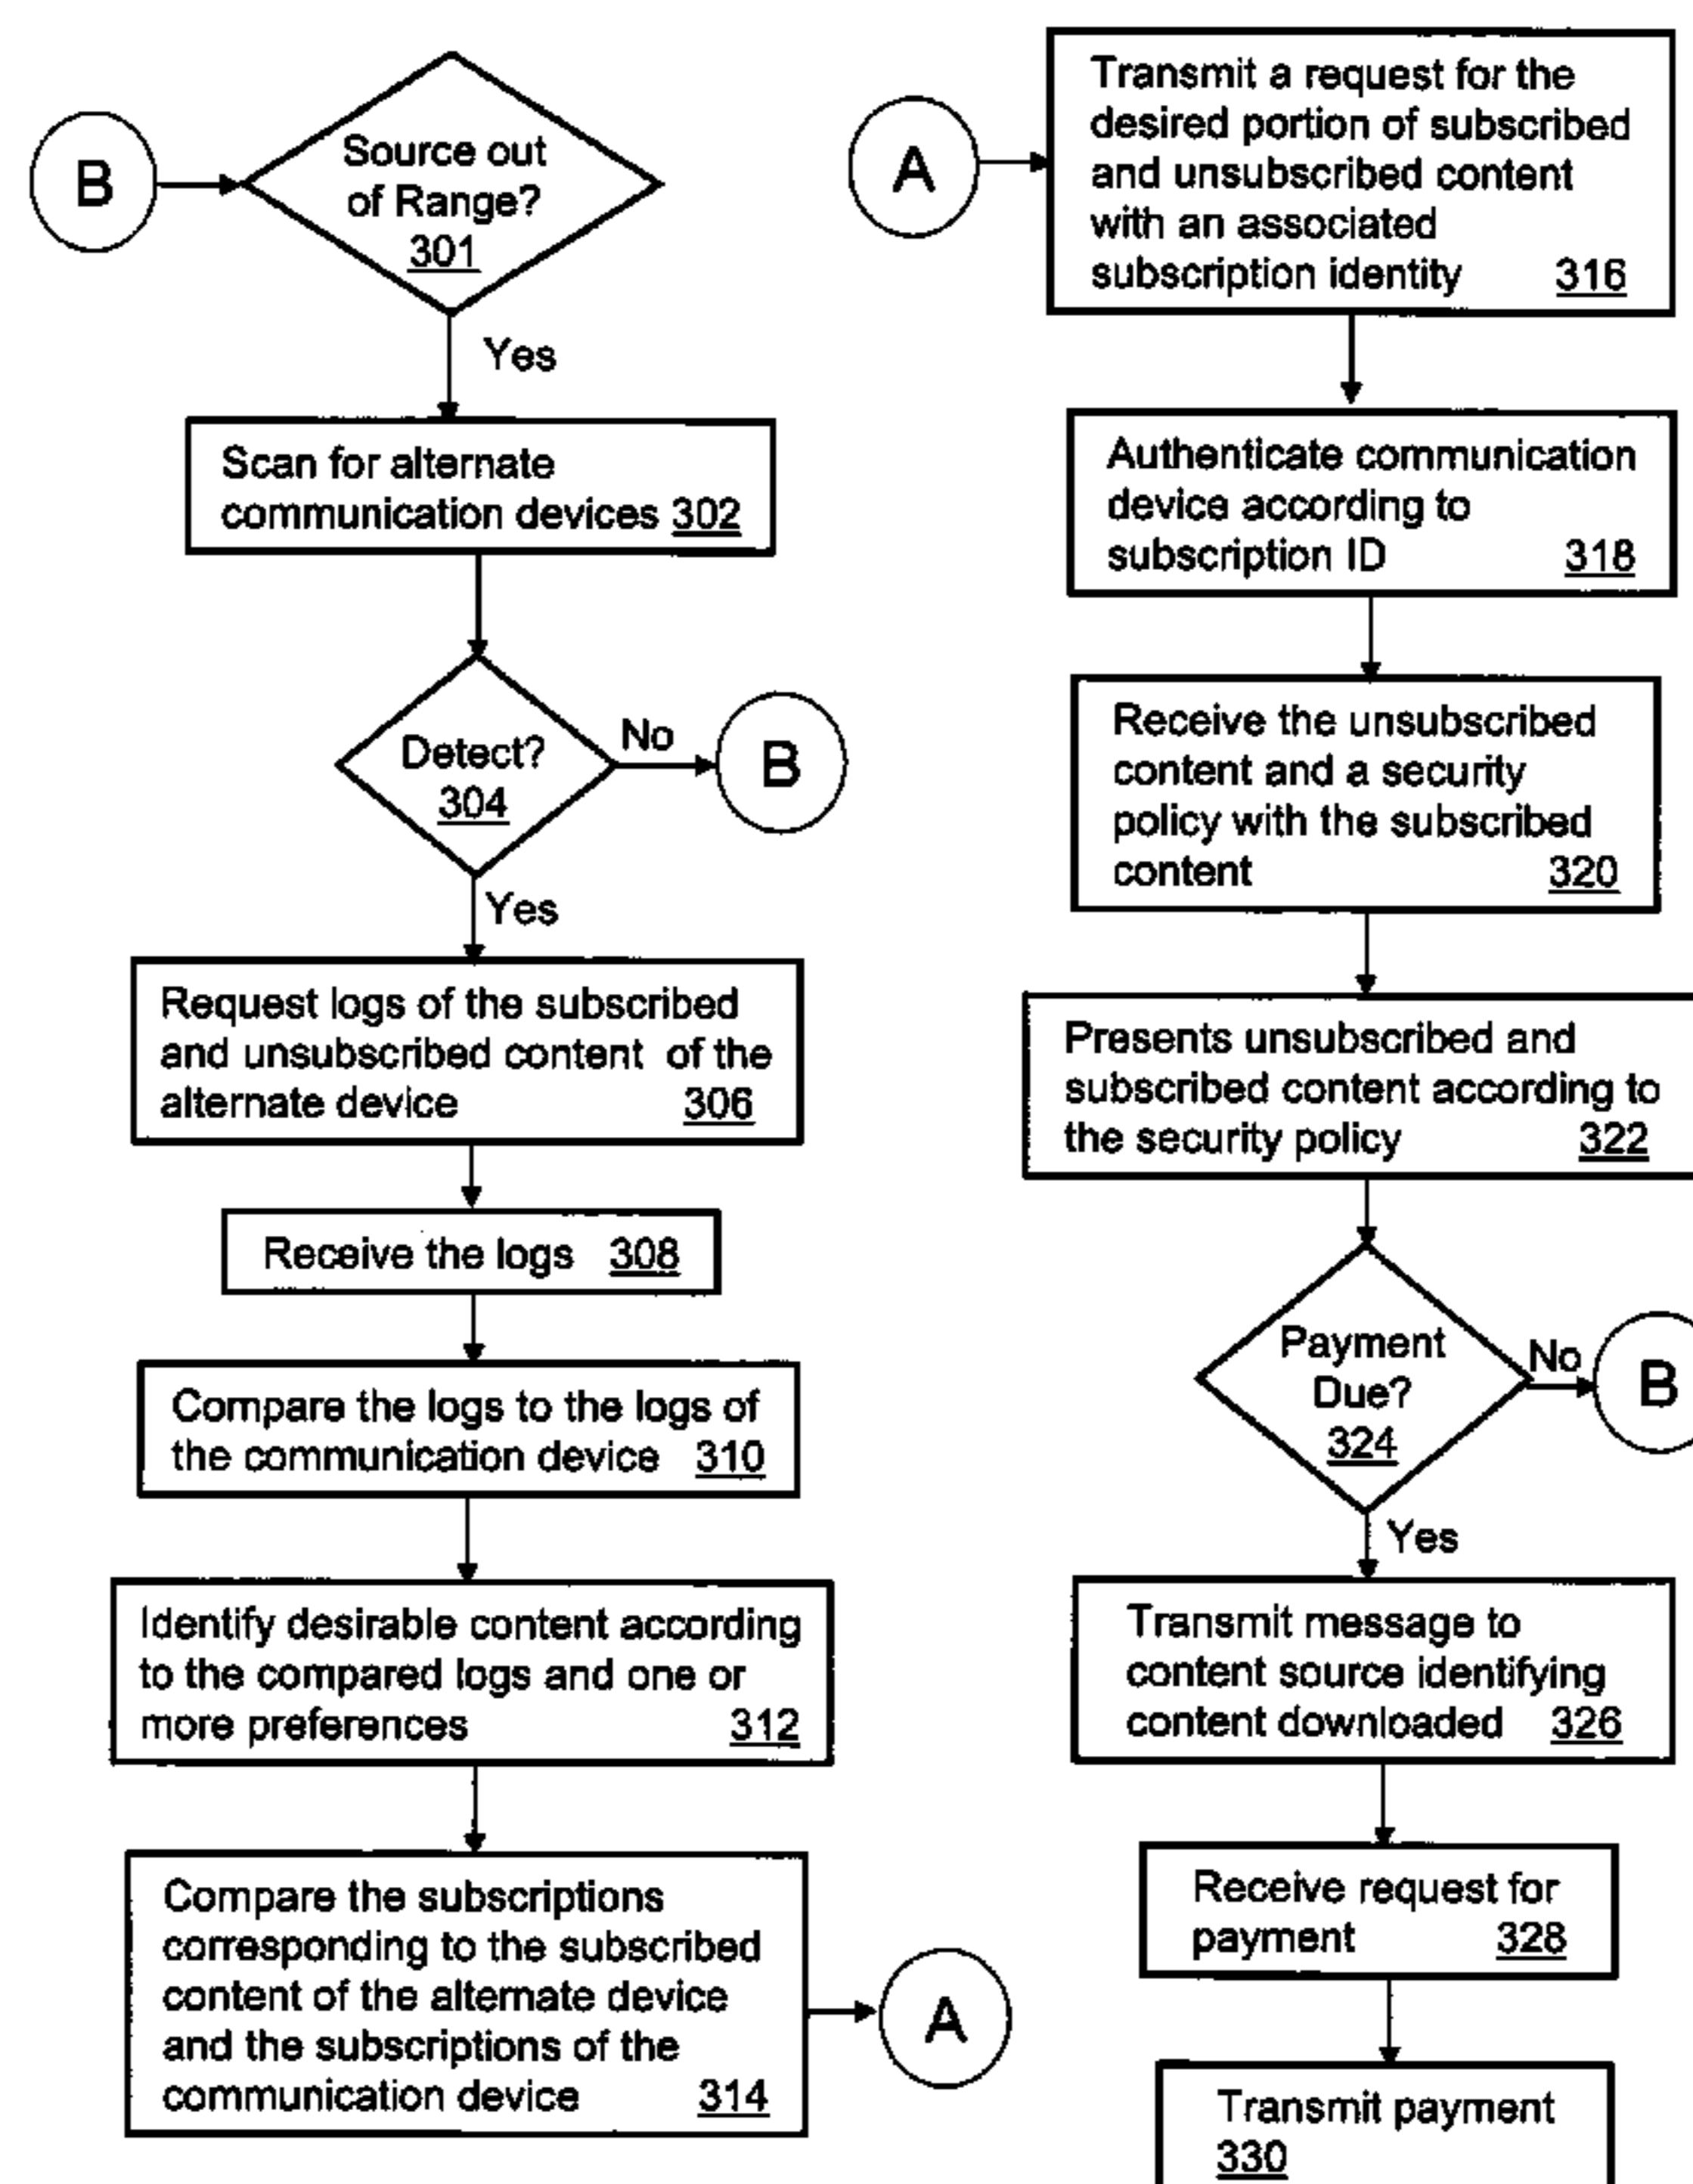 B
Source out
of Range?
301
Yes
Scan for alternate
communication devices 302
Detect?
304
No
B
Yes
Request logs of the subscribed
and unsubscribed content of the
alternate device 306
Receive the logs 308
Compare the logs to the logs of
the communication device 310
Identify desirable content according
to the compared logs and one or
more preferences 312
Compare the subscriptions
corresponding to the subscribed
content of the alternate device
and the subscriptions of the
communication device 314
A
A
Transmit a request for the
desired portion of subscribed
and unsubscribed content
with an associated
subscription identity 316
Authenticate communication
device according to
subscription ID 318
Receive the unsubscribed
content and a security
policy with the subscribed
content 320
Presents unsubscribed and
subscribed content according to
the security policy 322
Payment
Due?
324
No
B
Yes
Transmit message to
content source identifying
content downloaded 326
Receive request for
payment 328
Transmit payment
330